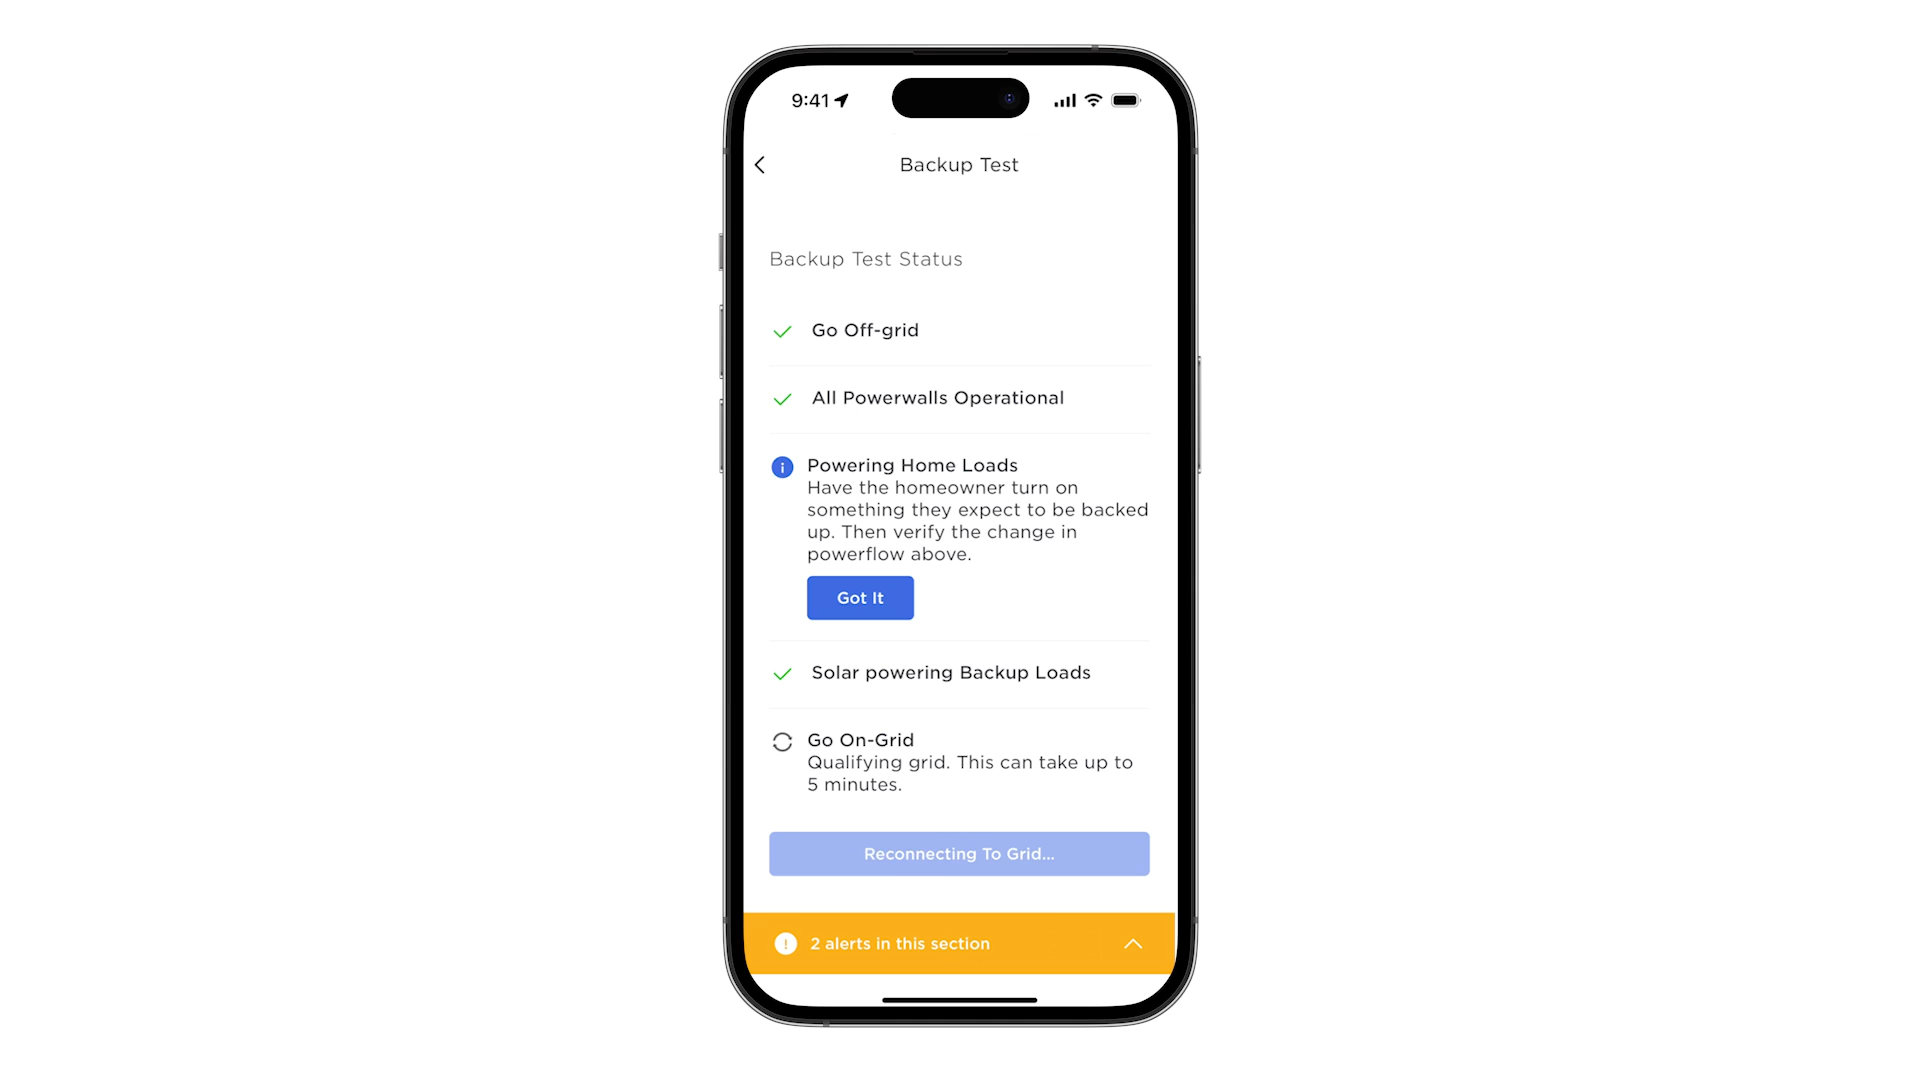 9:41
Backup Test
Backup Test Status
Go Off-grid
All Powerwalls Operational
Powering Home Loads
Have the homeowner turn on
something they expect to be backed
up. Then verify the change in
powerflow above.
Got It
Solar powering Backup Loads
Go On-Grid
Qualifying grid. This can take up to
5 minutes.
Reconnecting To Grid...
2 alerts in this section